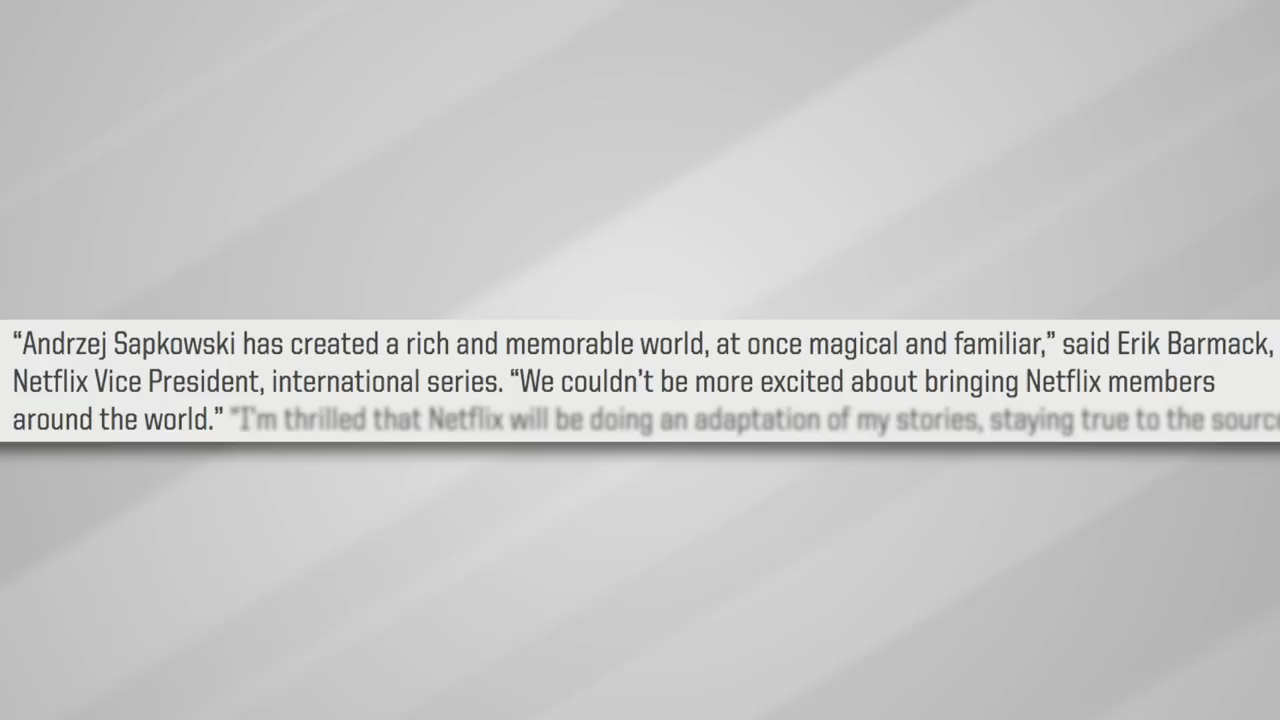 “Andrzej Sapkowski has created a rich and memorable world, at once magical and familiar,” said Erik Barmack,
Netflix Vice President, international series. “We couldn’t be more excited about bringing Netflix members
around the world.” "I'm thrilled that Netflix will be doing an adaptation of my stories, staying true to the source